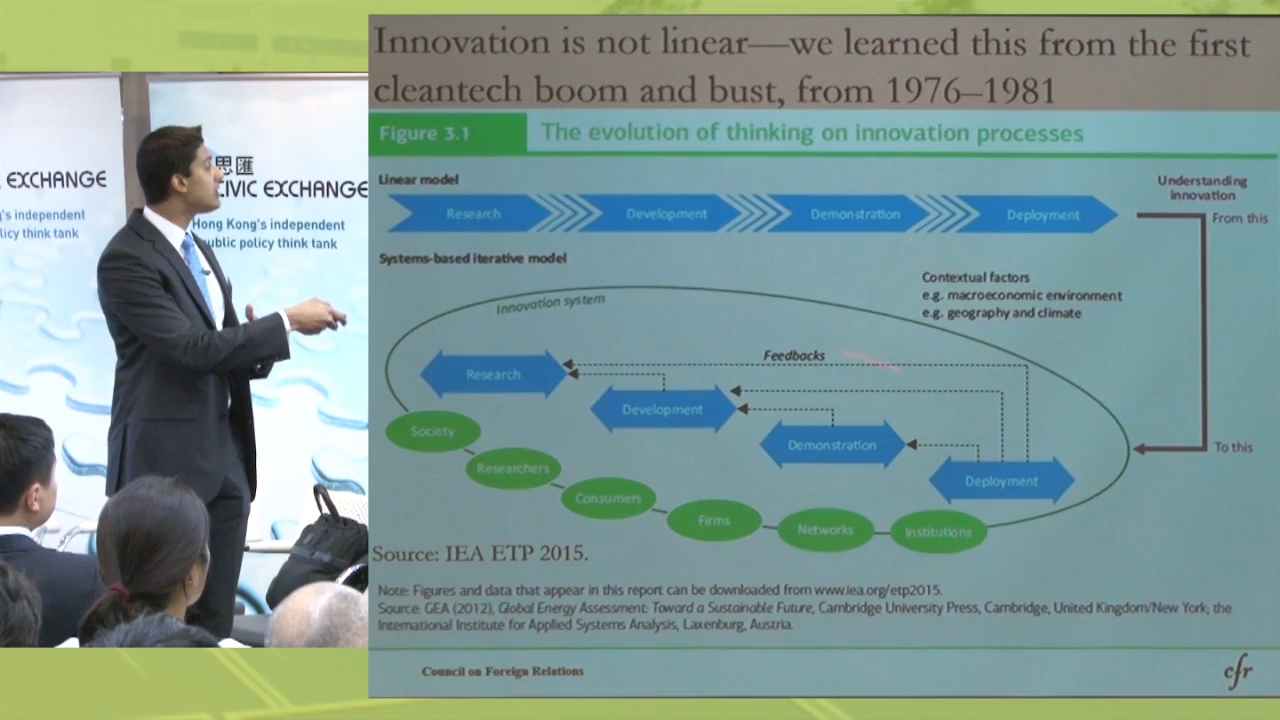 EXCHANGE
's independent
licy think tank
思匯
CIVIC EXCHANGE
Hong Kong's independent
public policy think tank
Innovation is not linear—we learned this from the first
cleantech boom and bust, from 1976–1981
Figure 3.1
The evolution of thinking on innovation processes
Linear model
Research
Development
Demonstration
Deployment
Understanding
innovation
From this
Systems-based iterative model
Contextual factors
e.g. macroeconomic environment
e.g. geography and climate
Innovation system
Feedbacks
Research
Development
Demonstration
Deployment
To this
Society
Researchers
Consumers
Firms
Networks
Institutions
Source: IEA ETP 2015.
Note: Figures and data that appear in this report can be downloaded from www.iea.org/etp2015.
Source: GEA (2012), Global Energy Assessment: Toward a Sustainable Future, Cambridge University Press, Cambridge, United Kingdom/New York; the
International Institute for Applied Systems Analysis, Laxenburg, Austria.
Council on Foreign Relations
cfr